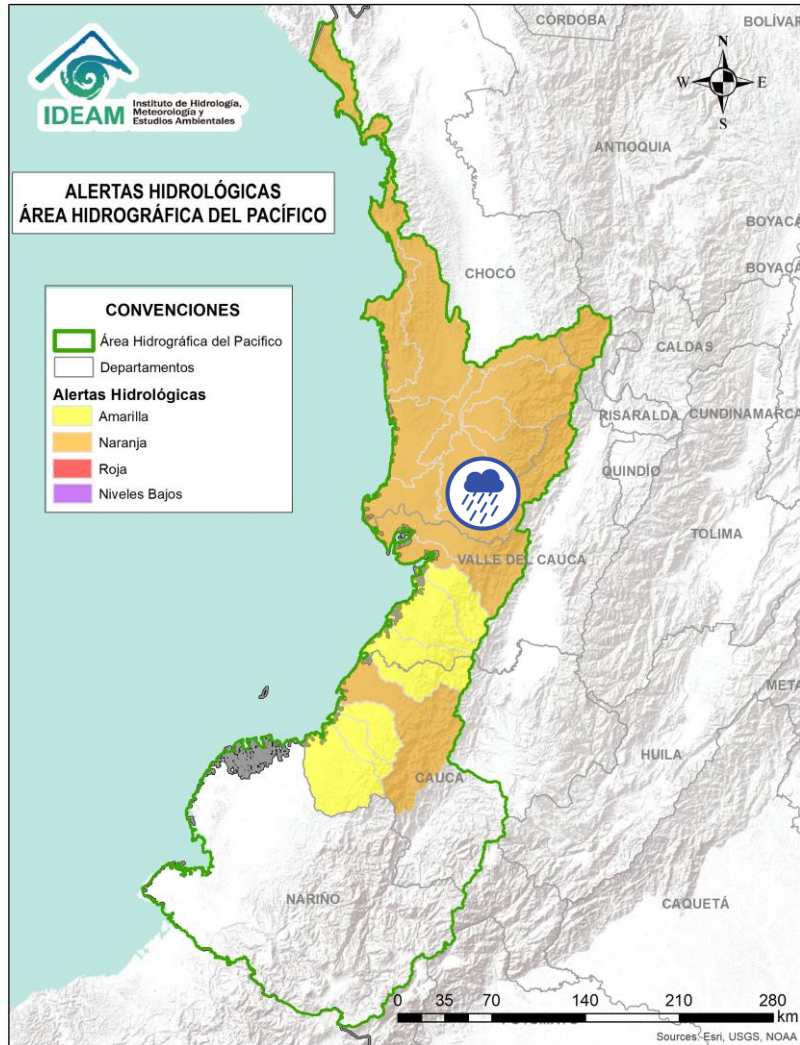 CÓRDOBA
BOLÍVAR
IDEAM
Instituto de Hidrología,
Meteorología y
Estudios Ambientales
N
W
E
S
ANTIOQUIA
ALERTAS HIDROLÓGICAS
ÁREA HIDROGRÁFICA DEL PACÍFICO
BOYACÁ
BOYACÁ
CHOCÓ
CONVENCIONES
Área Hidrográfica del Pacifico
Departamentos
Alertas Hidrológicas
Amarilla
Naranja
Roja
Niveles Bajos
CALDAS
RISARALDA
CUNDINAMARCA
QUINDÍO
TOLIMA
VALLE DEL CAUCA
META
HUILA
CAUCA
NARIÑO
CAQUETÁ
0 35 70 140 210 280
km
Sources: Esri, USGS, NOAA